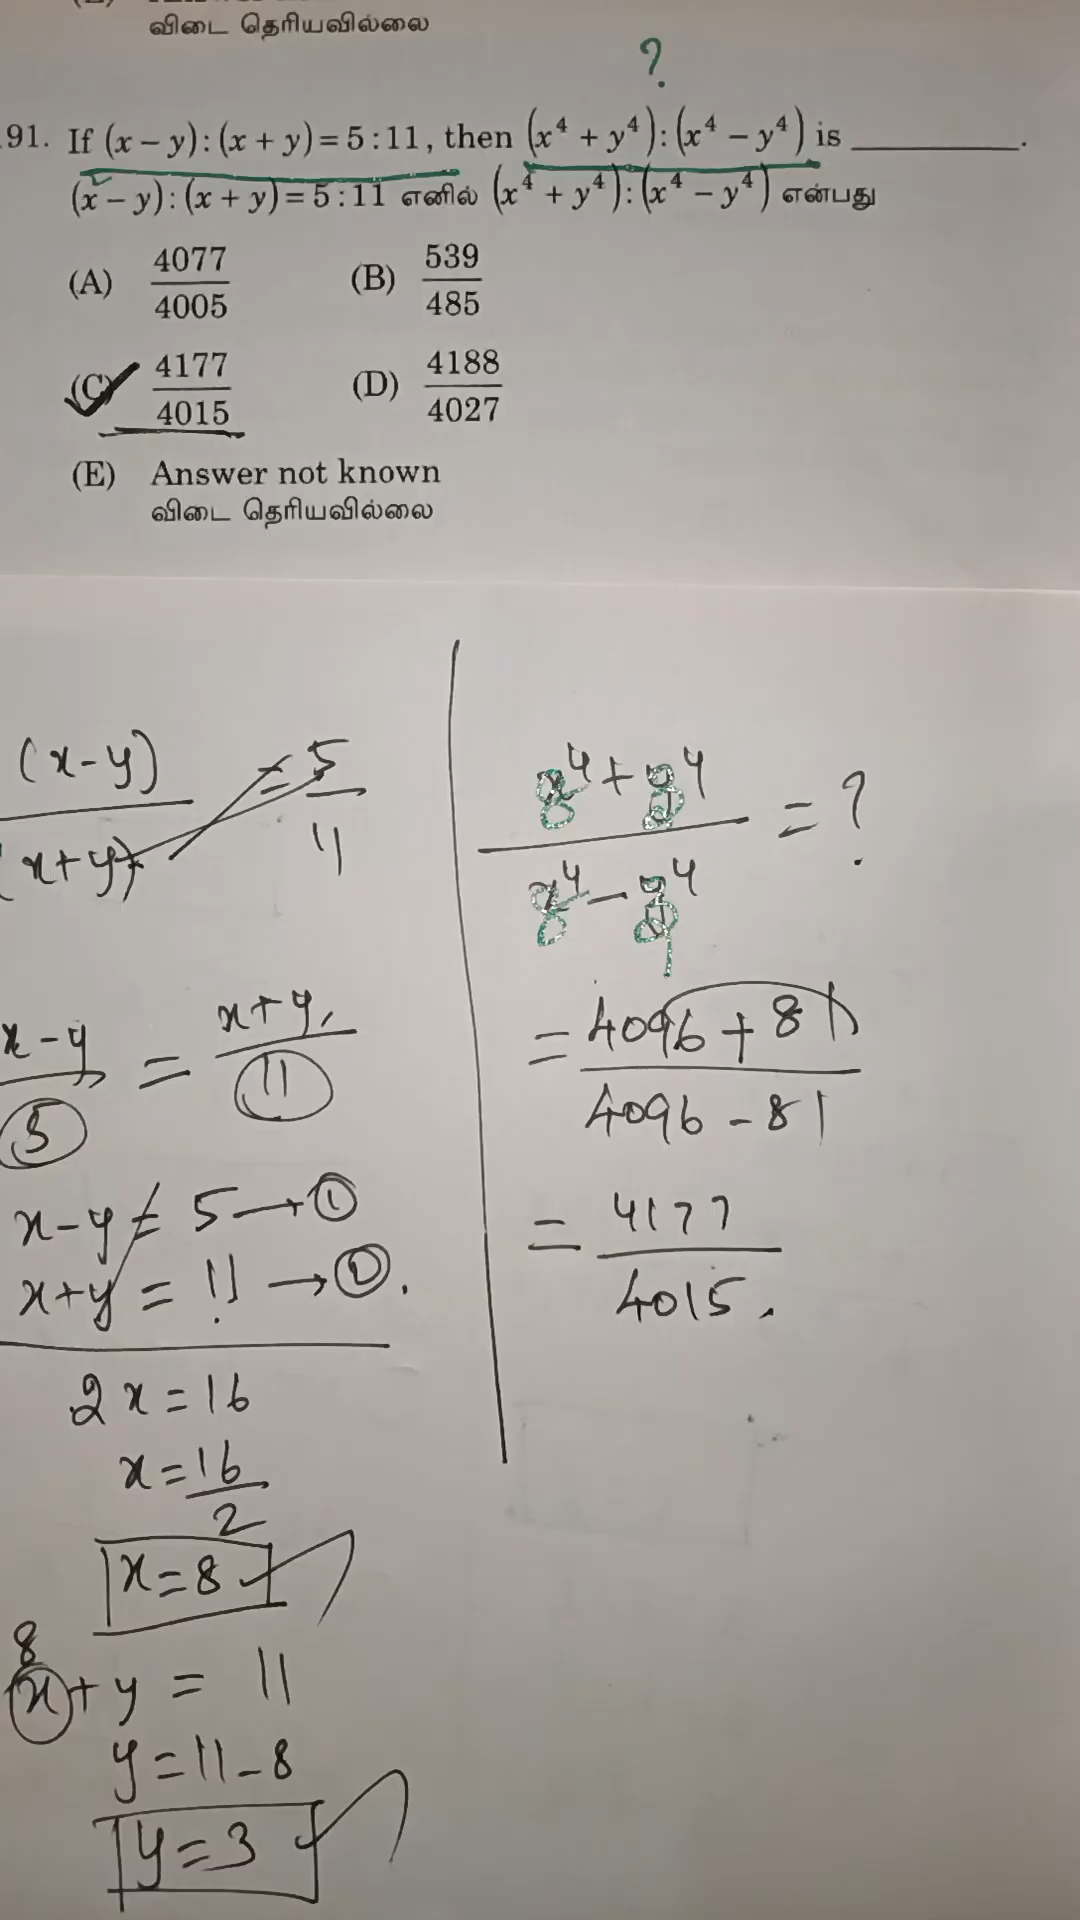 விடை தெரியவில்லை
?
91. If (x – y) : (x + y) = 5 : 11, then (x⁴ + y⁴) : (x⁴ – y⁴) is ________.
(x – y) : (x + y) = 5 : 11 எனில் (x⁴ + y⁴) : (x⁴ – y⁴) என்பது
(A) 4077/4005 (B) 539/485
(C) 4177/4015 (D) 4188/4027
(E) Answer not known
விடை தெரியவில்லை
(x-y)/(x+y) = 5/11
x-y/5 = x+y/11
x-y = 5 → ①
x+y = 11 → ②.
2x = 16
x = 16/2
x = 8
8
x + y = 11
y = 11 - 8
y = 3
8⁴ + 3⁴/8⁴ - 3⁴ = ?
= 4096 + 81/4096 - 81
= 4177/4015.